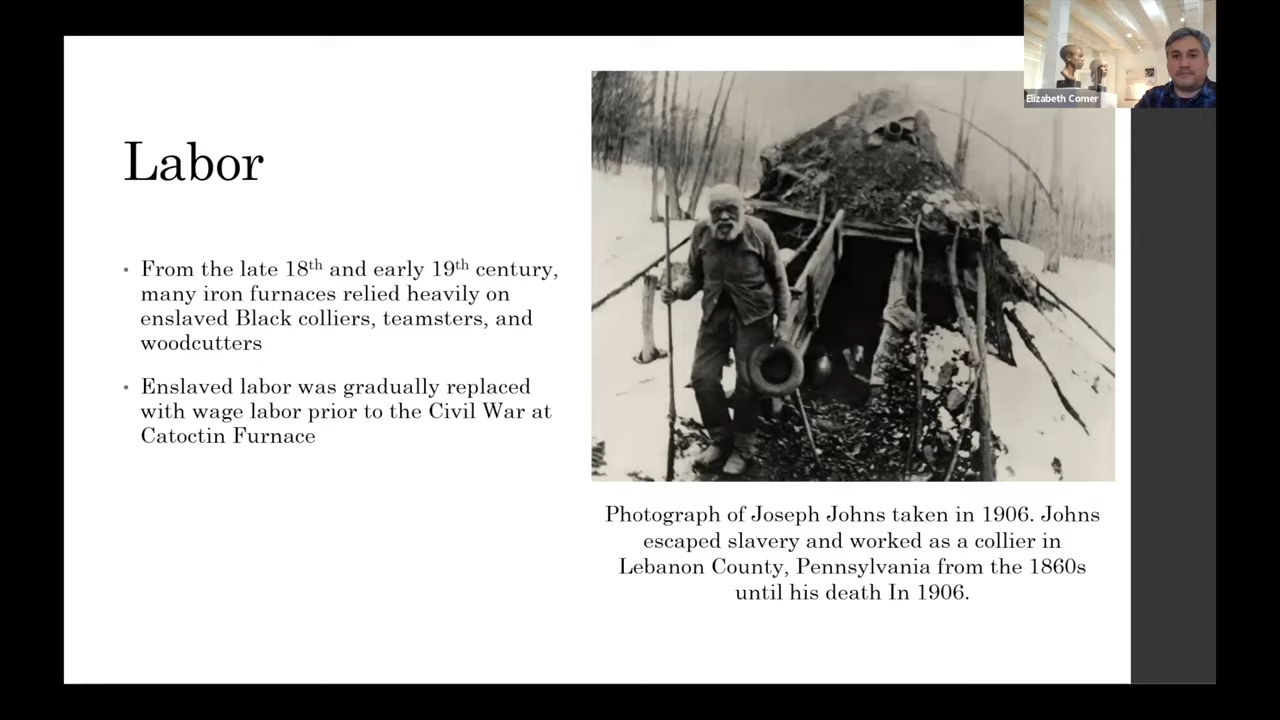 Elizabeth Comer
Labor
• From the late 18th and early 19th century,
many iron furnaces relied heavily on
enslaved Black colliers, teamsters, and
woodcutters
• Enslaved labor was gradually replaced
with wage labor prior to the Civil War at
Catoctin Furnace
Photograph of Joseph Johns taken in 1906. Johns
escaped slavery and worked as a collier in
Lebanon County, Pennsylvania from the 1860s
until his death In 1906.